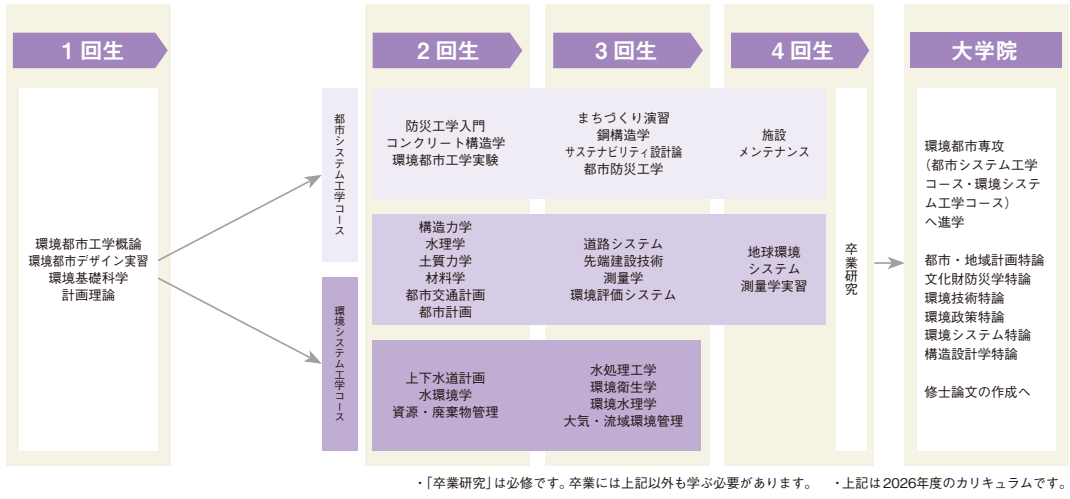 1回生
2回生
3回生
4回生
大学院
環境都市工学概論
環境都市デザイン実習
環境基礎科学
計画理論
都市システム工学コース
環境システム工学コース
防災工学入門
コンクリート構造学
環境都市工学実験
まちづくり演習
鋼構造学
サステナビリティ設計論
都市防災工学
施設
メンテナンス
構造力学
水理学
土質力学
材料学
都市交通計画
都市計画
道路システム
先端建設技術
測量学
環境評価システム
地球環境
システム
測量学実習
上下水道計画
水環境学
資源・廃棄物管理
水処理工学
環境衛生学
環境水理学
大気・流域環境管理
卒業研究
環境都市専攻
(都市システム工学
コース・環境システ
ム工学コース)
へ進学
都市・地域計画特論
文化財防災学特論
環境技術特論
環境政策特論
環境システム特論
構造設計学特論
修士論文の作成へ
・「卒業研究」は必修です。卒業には上記以外も学ぶ必要があります。 ・上記は2026年度のカリキュラムです。